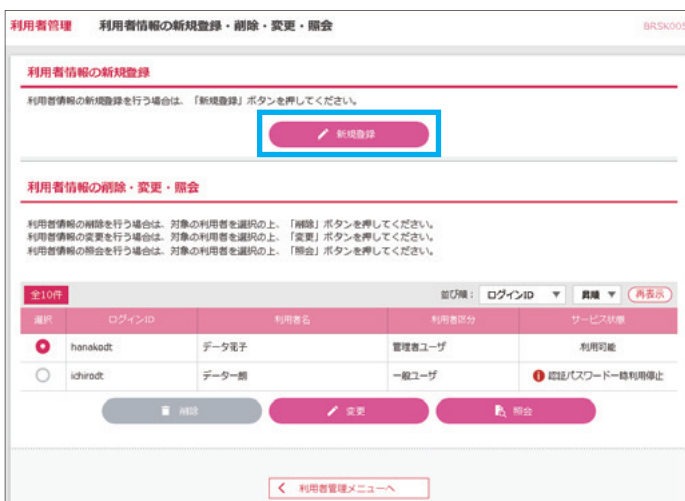 利用者管理 利用者情報の新規登録・削除・変更・照会 BRSK005
利用者情報の新規登録
利用者情報の新規登録を行う場合は、「新規登録」ボタンを押してください。
新規登録
利用者情報の削除・変更・照会
利用者情報の削除を行う場合は、対象の利用者を選択の上、「削除」ボタンを押してください。
利用者情報の変更を行う場合は、対象の利用者を選択の上、「変更」ボタンを押してください。
利用者情報の照会を行う場合は、対象の利用者を選択の上、「照会」ボタンを押してください。
全10件 並び順： ログインID ▼ 昇順 ▼ 再表示
選択 ログインID 利用者名 利用者区分 サービス状態
hanakodt データ花子 管理者ユーザ 利用可能
ichirodt データ一朗 一般ユーザ 認証パスワード一時利用停止
削除 変更 照会
利用者管理メニューへ